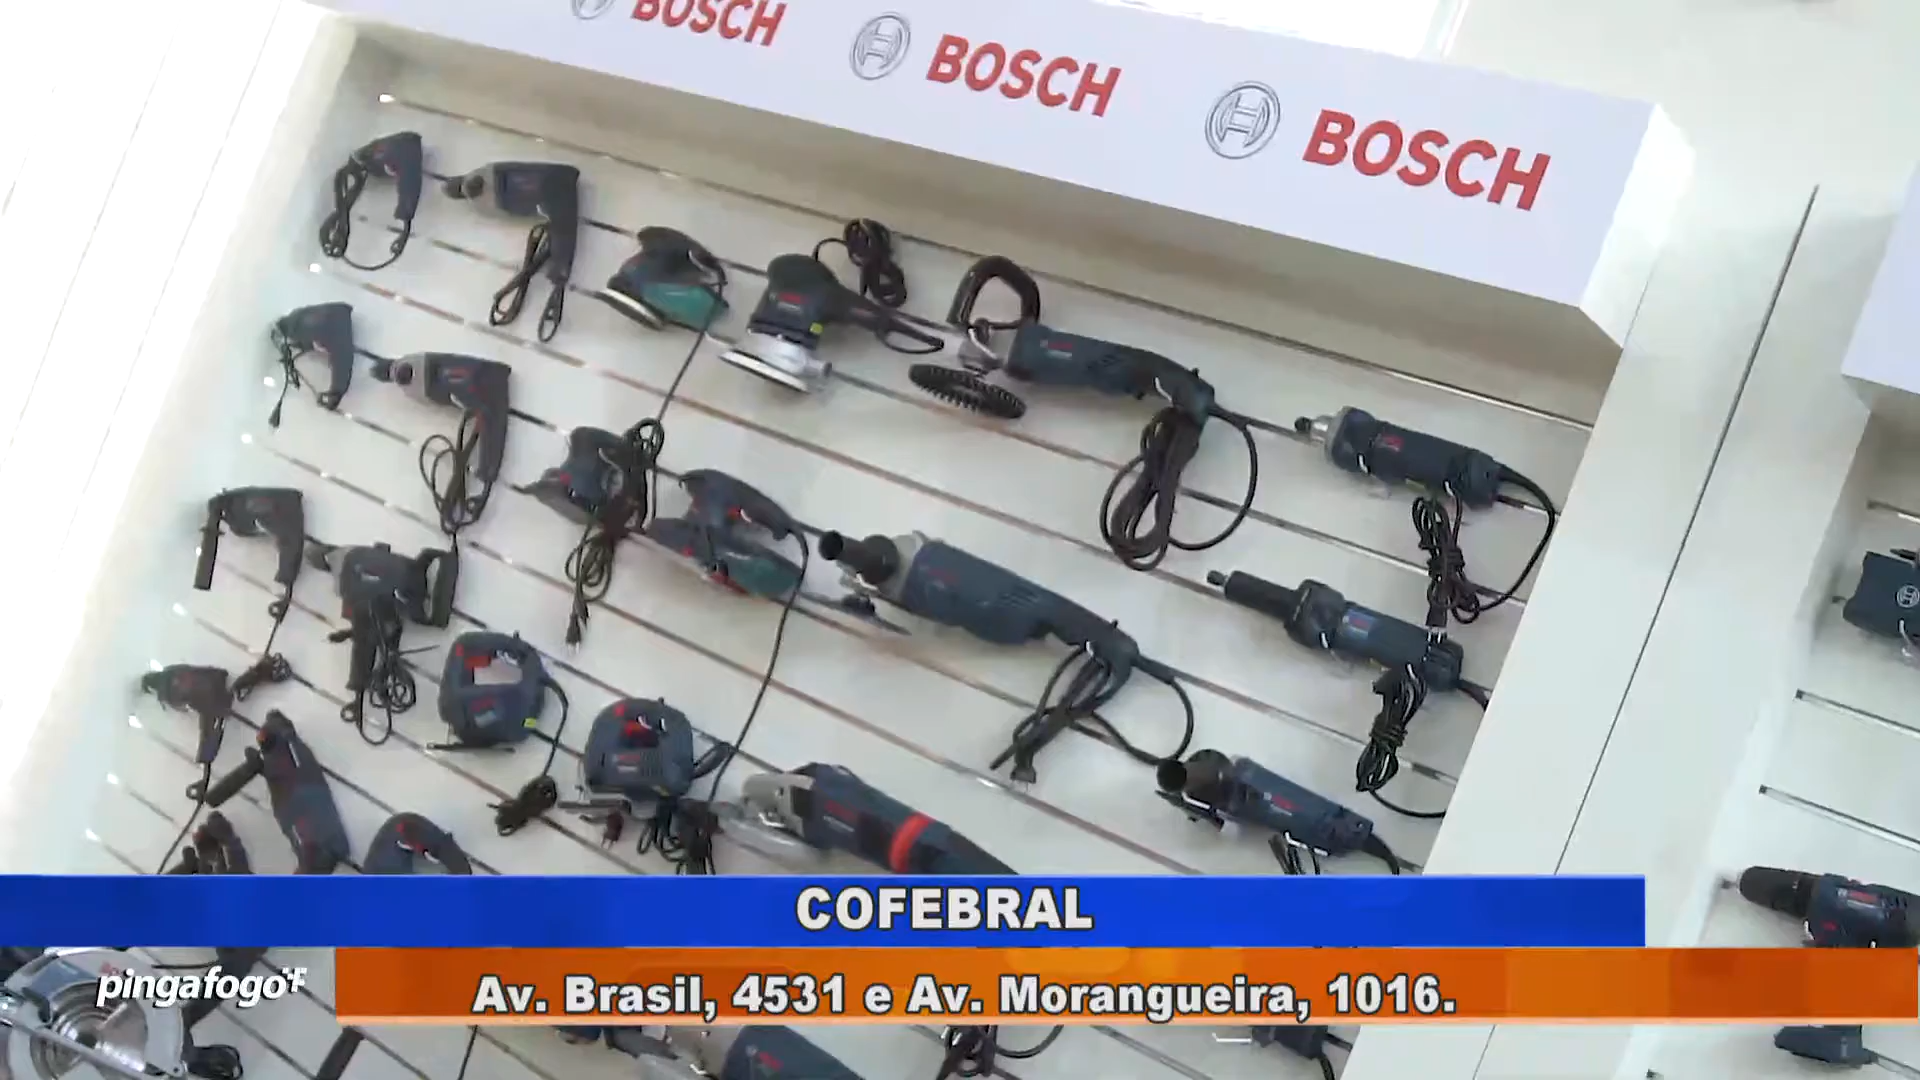 BOSCH
BOSCH
BOSCH
COFEBRAL
pingafogo
Av. Brasil, 4531 e Av. Morangueira, 1016.